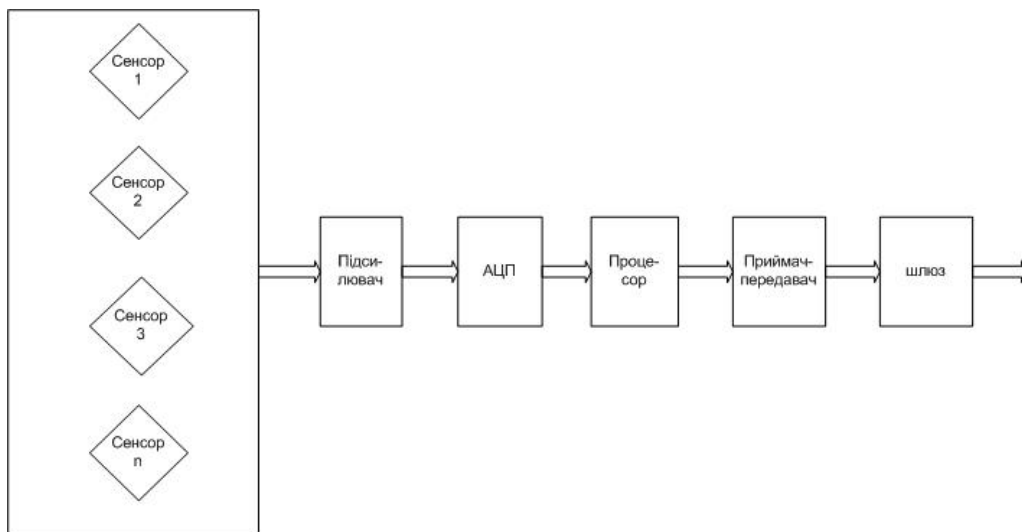 Сенсор
1
Сенсор
2
Сенсор
3
Сенсор
n
Підси-
лювач
АЦП
Проце-
сор
Приймач-
передавач
шлюз